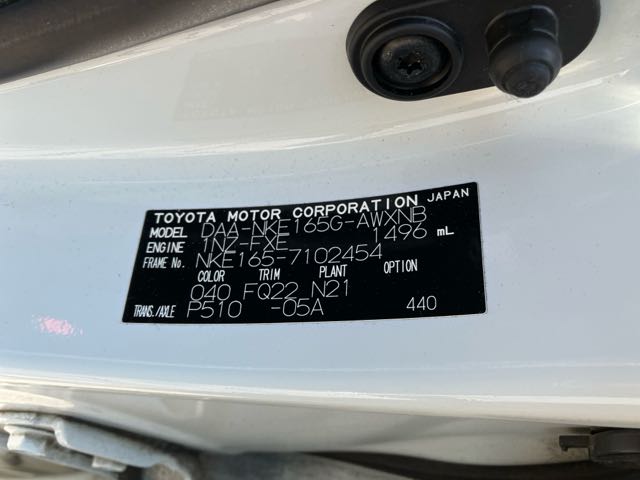 TOYOTA MOTOR CORPORATION JAPAN
MODEL DAA-NKE165G-AWXNB
ENGINE 1NZ-FXE 1496 mL
FRAME No. NKE165-7102454
COLOR TRIM PLANT OPTION
040 FQ22 N21
TRANS./AXLE P510 -05A 440